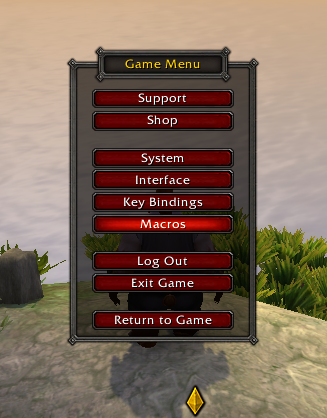 Game Menu
Support
Shop
System
Interface
Key Bindings
Macros
Log Out
Exit Game
Return to Game